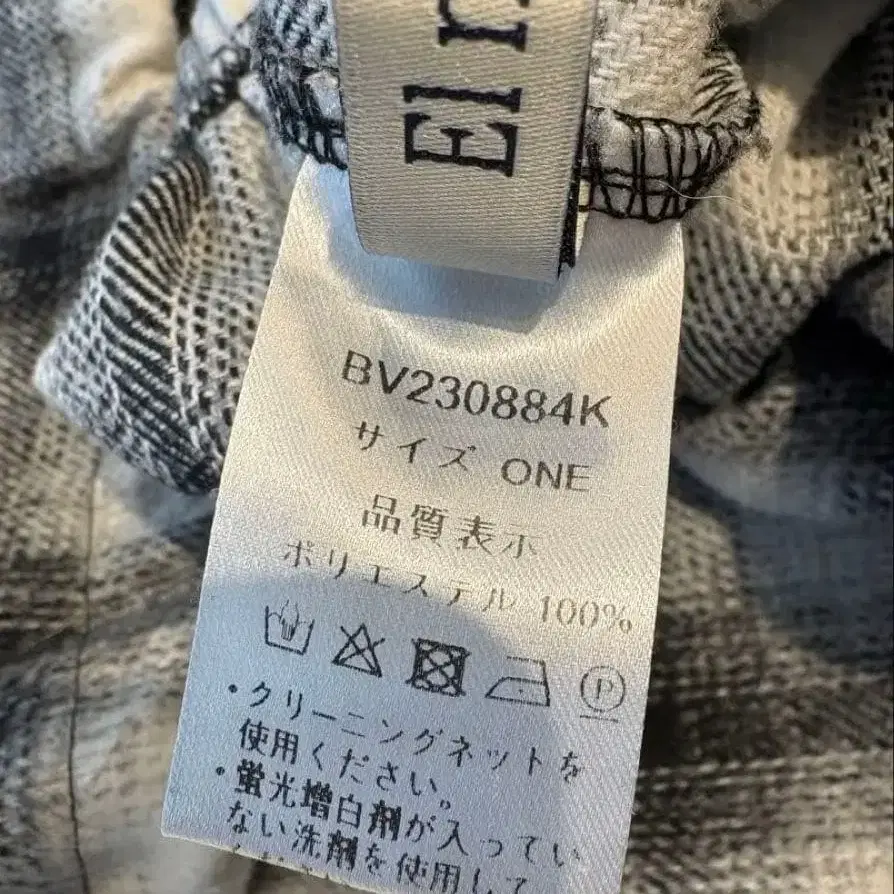 El r
BV230884K
サイズ ONE
品質表示
ポリエステル 100%
P
・クリーニングネットを
使用ください。
・蛍光増白剤が入ってい
ない洗剤を使用して